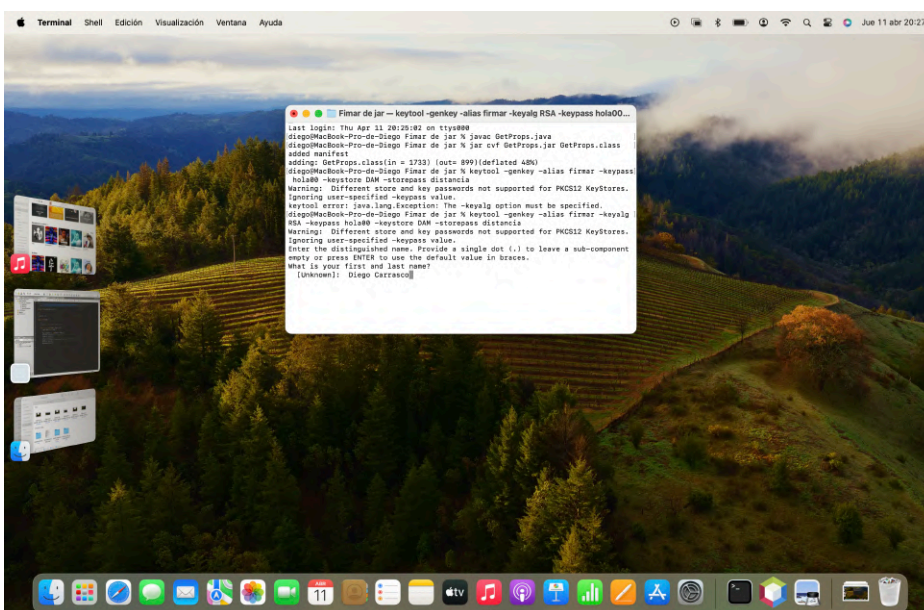 Terminal Shell Edición Visualización Ventana Ayuda
Jue 11 abr 20:27
Fimar de jar — keytool -genkey -alias firmar -keyalg RSA -keypass hola00...
Last login: Thu Apr 11 20:25:02 on ttys000
diego@MacBook-Pro-de-Diego Fimar de jar % javac GetProps.java
diego@MacBook-Pro-de-Diego Fimar de jar % jar cvf GetProps.jar GetProps.class
added manifest
adding: GetProps.class(in = 1733) (out= 899)(deflated 48%)
diego@MacBook-Pro-de-Diego Fimar de jar % keytool -genkey -alias firmar -keypass
hola00 -keystore DAM -storepass distancia
Warning:  Different store and key passwords not supported for PKCS12 KeyStores.
Ignoring user-specified -keypass value.
keytool error: java.lang.Exception: The -keyalg option must be specified.
diego@MacBook-Pro-de-Diego Fimar de jar % keytool -genkey -alias firmar -keyalg
RSA -keypass hola00 -keystore DAM -storepass distancia
Warning:  Different store and key passwords not supported for PKCS12 KeyStores.
Ignoring user-specified -keypass value.
Enter the distinguished name. Provide a single dot (.) to leave a sub-component
empty or press ENTER to use the default value in braces.
What is your first and last name?
[Unknown]:  Diego Carrasco
ABR
11
tv